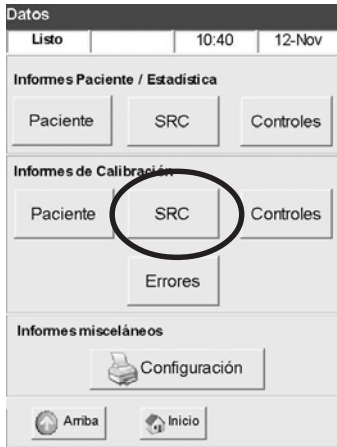 Datos
Listo 10:40 12-Nov
Informes Paciente / Estadística
Paciente SRC Controles
Informes de Calibración
Paciente SRC Controles
Errores
Informes misceláneos
Configuración
Arriba Inicio